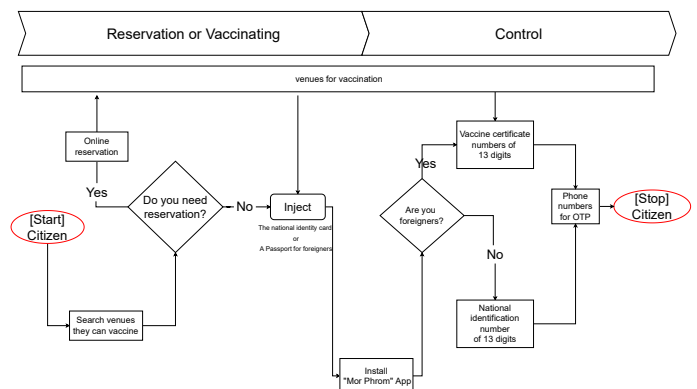 Reservation or Vaccinating
Control
venues for vaccination
Online
reservation
Yes
Do you need
reservation?
No
Inject
The national identity card
or
A Passport for foreigners
[Start]
Citizen
Search venues
they can vaccine
Install
"Mor Phrom" App
Are you
foreigners?
Yes
No
Vaccine certificate
numbers of
13 digits
National
identification
number
of 13 digits
Phone
numbers
for OTP
[Stop]
Citizen